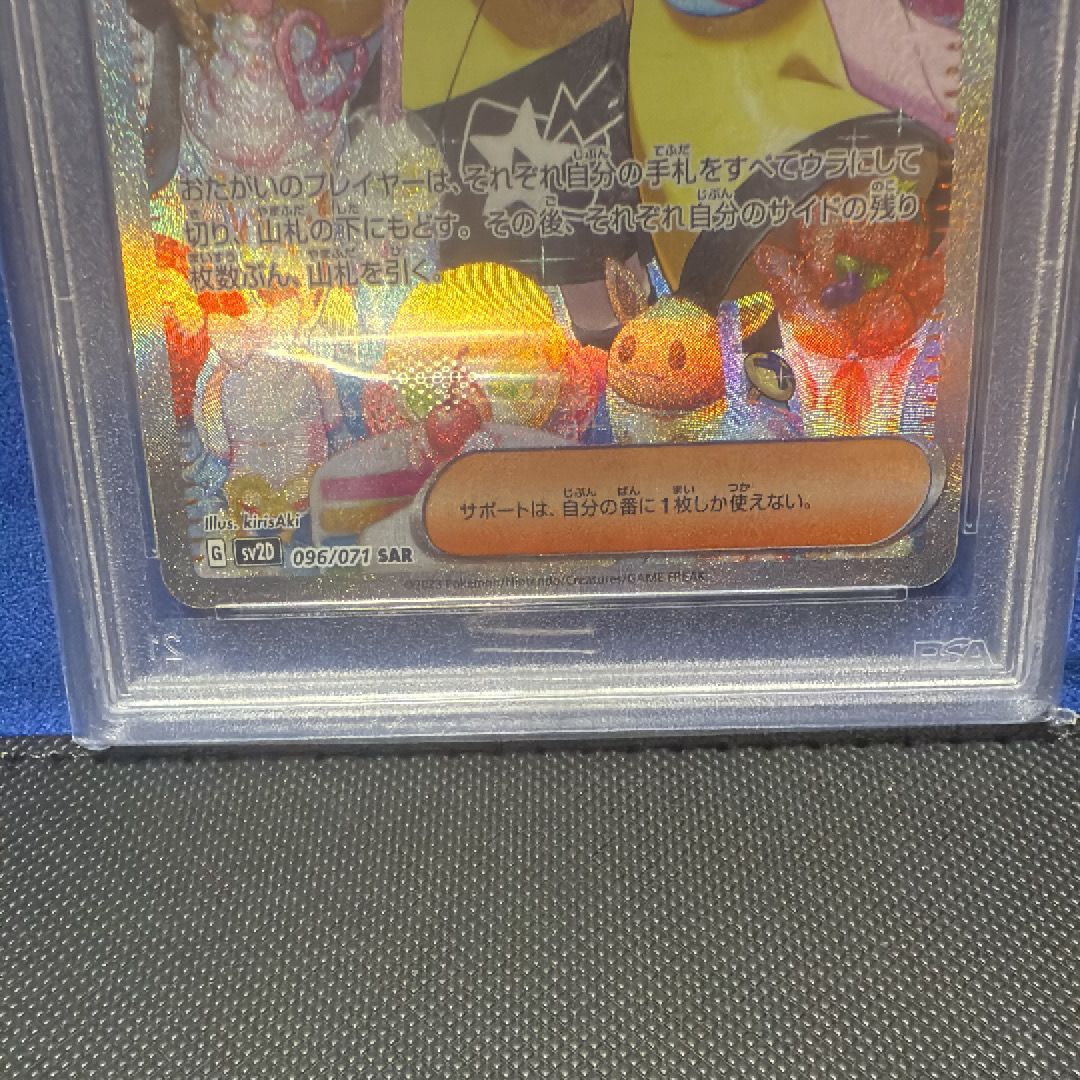 おたがいのプレイヤーは、それぞれ自分の手札をすべてウラにして
切り、山札の下にもどす。その後、それぞれ自分のサイドの残り
枚数ぶん、山札を引く。
サポートは、自分の番に1枚しか使えない。
Illus. kirisAki
G sv2D 096/071 SAR
©2023 Pokémon/Nintendo/Creatures/GAME FREAK
PSA